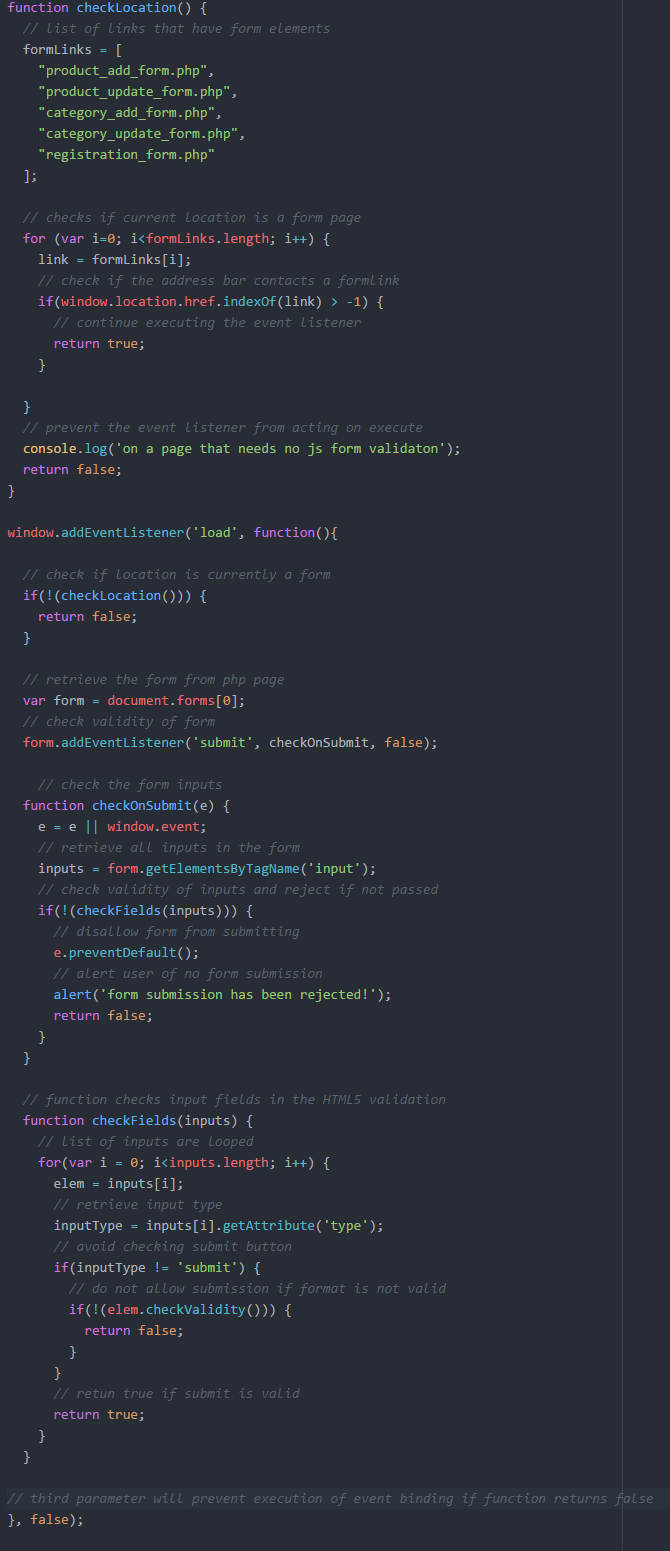 function checkLocation() {
  // list of links that have form elements
  formLinks = [
    "product_add_form.php",
    "product_update_form.php",
    "category_add_form.php",
    "category_update_form.php",
    "registration_form.php"
  ];

  // checks if current location is a form page
  for (var i=0; i<formLinks.length; i++) {
    link = formLinks[i];
    // check if the address bar contacts a formlink
    if(window.location.href.indexOf(link) > -1) {
      // continue executing the event listener
      return true;
    }

  }
  // prevent the event listener from acting on execute
  console.log('on a page that needs no js form validaton');
  return false;
}

window.addEventListener('load', function(){

  // check if location is currently a form
  if(!(checkLocation())) {
    return false;
  }

  // retrieve the form from php page
  var form = document.forms[0];
  // check validity of form
  form.addEventListener('submit', checkOnSubmit, false);

    // check the form inputs
  function checkOnSubmit(e) {
    e = e || window.event;
    // retrieve all inputs in the form
    inputs = form.getElementsByTagName('input');
    // check validity of inputs and reject if not passed
    if(!(checkFields(inputs))) {
      // disallow form from submitting
      e.preventDefault();
      // alert user of no form submission
      alert('form submission has been rejected!');
      return false;
    }
  }

  // function checks input fields in the HTML5 validation
  function checkFields(inputs) {
    // list of inputs are looped
    for(var i = 0; i<inputs.length; i++) {
      elem = inputs[i];
      // retrieve input type
      inputType = inputs[i].getAttribute('type');
      // avoid checking submit button
      if(inputType != 'submit') {
        // do not allow submission if format is not valid
        if(!(elem.checkValidity())) {
          return false;
        }
      }
      // retun true if submit is valid
      return true;
    }
  }

// third parameter will prevent execution of event binding if function returns false
}, false);